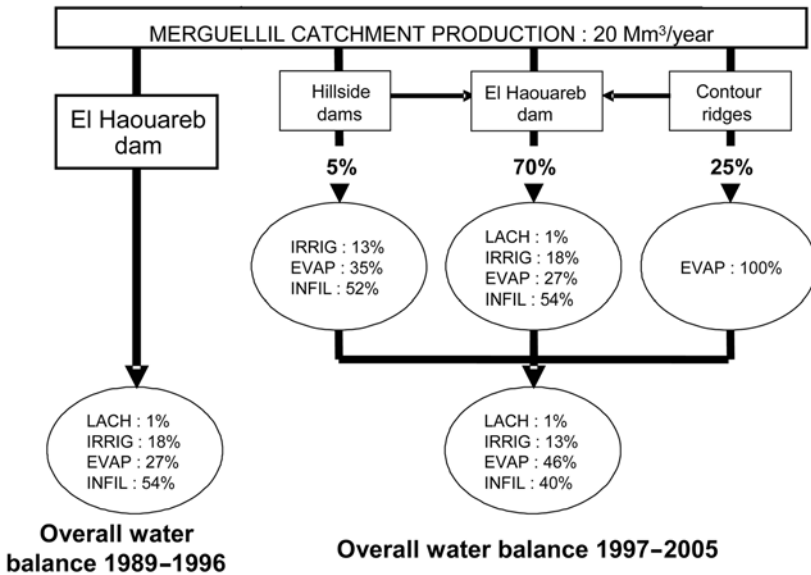 MERGUELLIL CATCHMENT PRODUCTION : 20 Mm³/year
El Haouareb
dam
Hillside
dams
El Haouareb
dam
Contour
ridges
5%
70%
25%
IRRIG : 13%
EVAP : 35%
INFIL : 52%
LACH : 1%
IRRIG : 18%
EVAP : 27%
INFIL : 54%
EVAP : 100%
LACH : 1%
IRRIG : 18%
EVAP : 27%
INFIL : 54%
LACH : 1%
IRRIG : 13%
EVAP : 46%
INFIL : 40%
Overall water
balance 1989–1996
Overall water balance 1997–2005